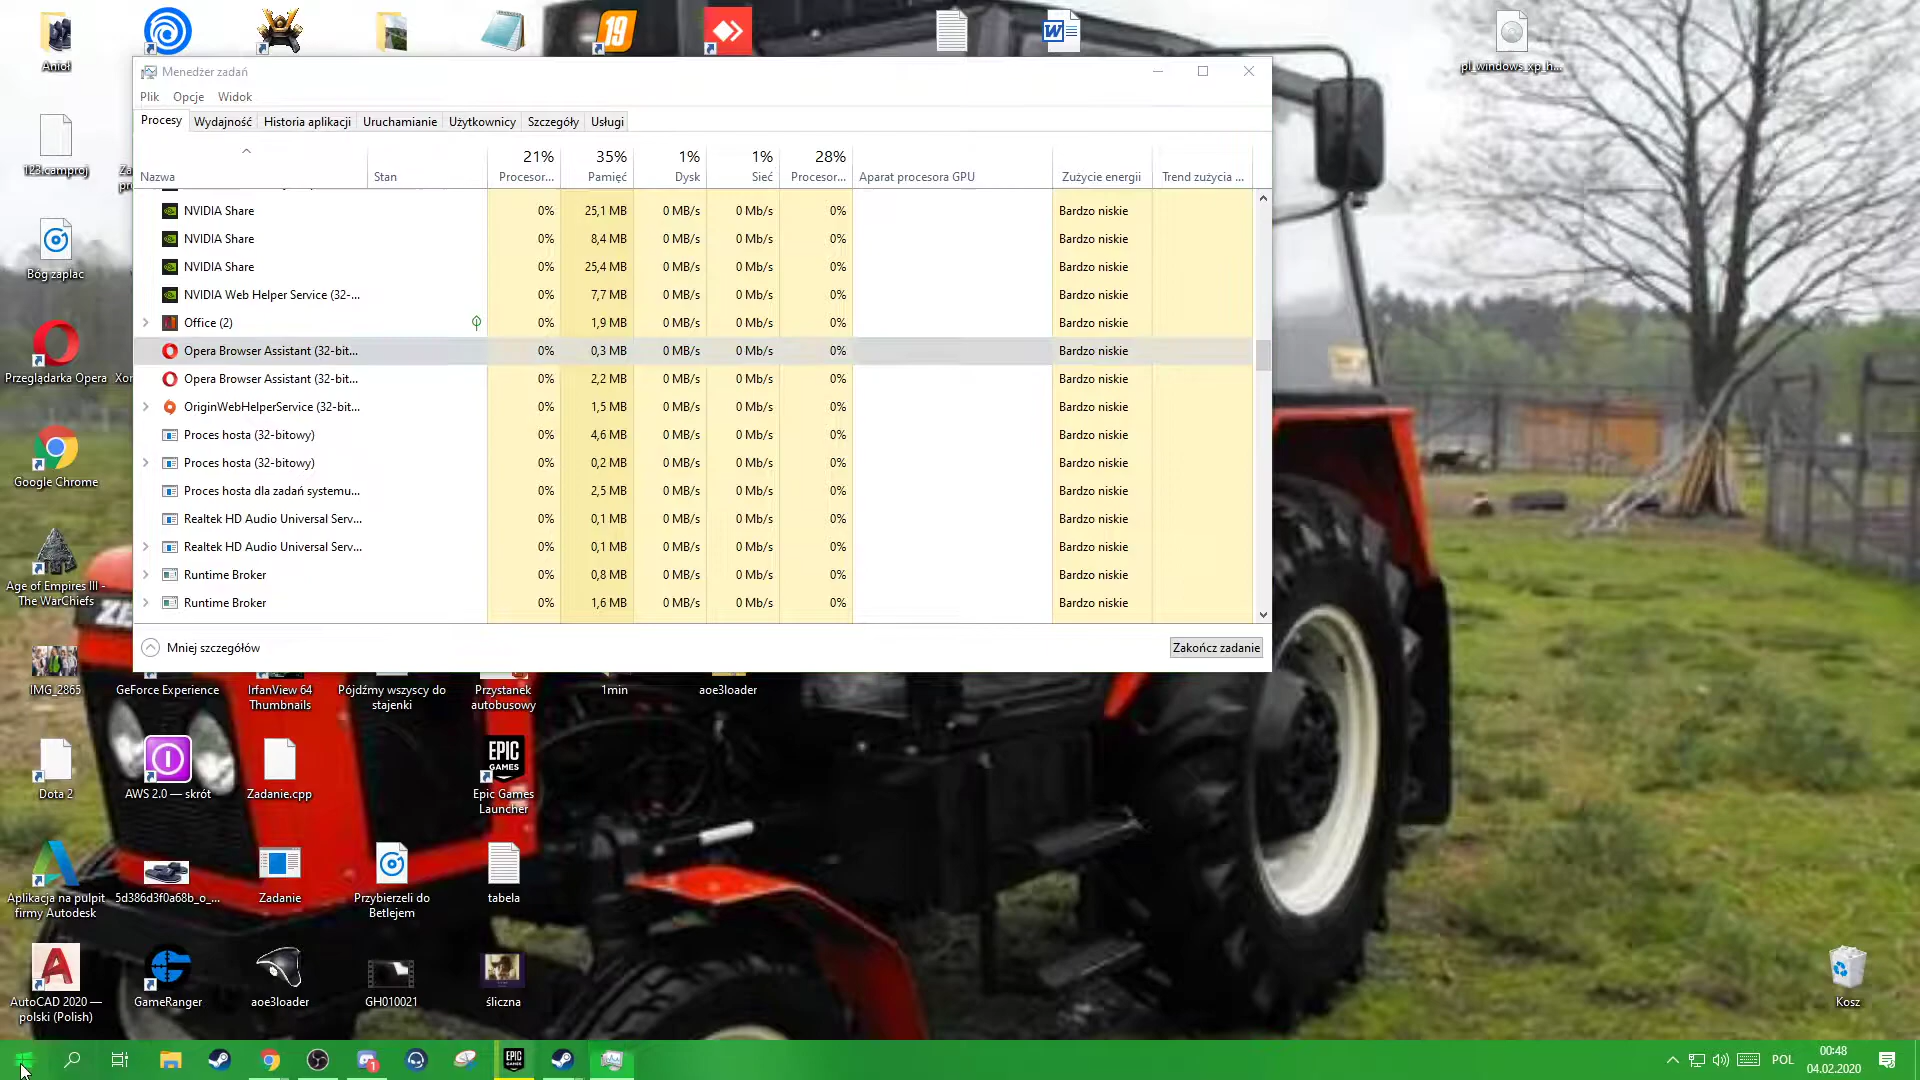 Anioł
pl_windows_xp_h...
19
W
Menedżer zadań
Plik Opcje Widok
Procesy Wydajność Historia aplikacji Uruchamianie Użytkownicy Szczegóły Usługi
21% 35% 1% 1% 28%
Nazwa Stan Procesor... Pamięć Dysk Sieć Procesor... Aparat procesora GPU Zużycie energii Trend zużycia ...
NVIDIA Share 0% 25,1 MB 0 MB/s 0 Mb/s 0% Bardzo niskie
NVIDIA Share 0% 8,4 MB 0 MB/s 0 Mb/s 0% Bardzo niskie
NVIDIA Share 0% 25,4 MB 0 MB/s 0 Mb/s 0% Bardzo niskie
NVIDIA Web Helper Service (32-... 0% 7,7 MB 0 MB/s 0 Mb/s 0% Bardzo niskie
Office (2) 0% 1,9 MB 0 MB/s 0 Mb/s 0% Bardzo niskie
Opera Browser Assistant (32-bit... 0% 0,3 MB 0 MB/s 0 Mb/s 0% Bardzo niskie
Opera Browser Assistant (32-bit... 0% 2,2 MB 0 MB/s 0 Mb/s 0% Bardzo niskie
OriginWebHelperService (32-bit... 0% 1,5 MB 0 MB/s 0 Mb/s 0% Bardzo niskie
Proces hosta (32-bitowy) 0% 4,6 MB 0 MB/s 0 Mb/s 0% Bardzo niskie
Proces hosta (32-bitowy) 0% 0,2 MB 0 MB/s 0 Mb/s 0% Bardzo niskie
Proces hosta dla zadań systemu... 0% 2,5 MB 0 MB/s 0 Mb/s 0% Bardzo niskie
Realtek HD Audio Universal Serv... 0% 0,1 MB 0 MB/s 0 Mb/s 0% Bardzo niskie
Realtek HD Audio Universal Serv... 0% 0,1 MB 0 MB/s 0 Mb/s 0% Bardzo niskie
Runtime Broker 0% 0,8 MB 0 MB/s 0 Mb/s 0% Bardzo niskie
Runtime Broker 0% 1,6 MB 0 MB/s 0 Mb/s 0% Bardzo niskie
Mniej szczegółów Zakończ zadanie
123.camproj
Bóg zaplac
Przeglądarka Opera
Google Chrome
Age of Empires III -
The WarChiefs
IMG_2865 GeForce Experience IrfanView 64
Thumbnails Pójdźmy wszyscy do
stajenki Przystanek
autobusowy 1min aoe3loader
EPIC
GAMES
Dota 2 AWS 2.0 — skrót Zadanie.cpp Epic Games
Launcher
Aplikacja na pulpit
firmy Autodesk 5d386d3f0a68b_o_... Zadanie Przybierzeli do
Betlejem tabela
AutoCAD 2020 —
polski (Polish) GameRanger aoe3loader GH010021 śliczna
Kosz
1
EPIC
GAMES
POL
00:48
04.02.2020